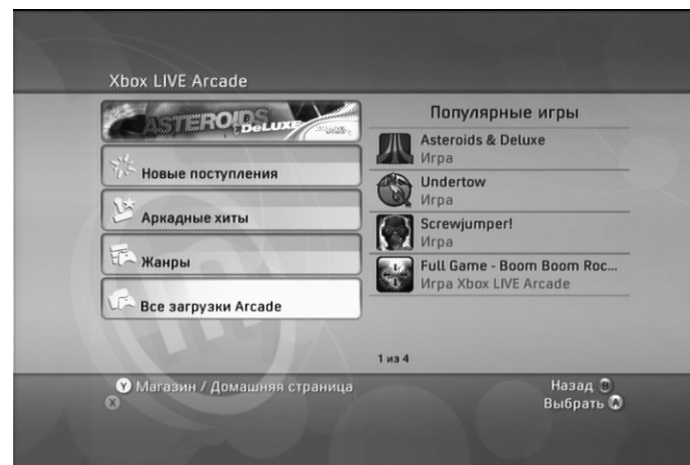 Xbox LIVE Arcade
ASTEROIDS
& DELUXE
Новые поступления
Аркадные хиты
Жанры
Все загрузки Arcade
Популярные игры
Asteroids & Deluxe
Игра
Undertow
Игра
Screwjumper!
Игра
Full Game - Boom Boom Roc...
Игра Xbox LIVE Arcade
1 из 4
Y Магазин / Домашняя страница
X
Назад B
Выбрать A